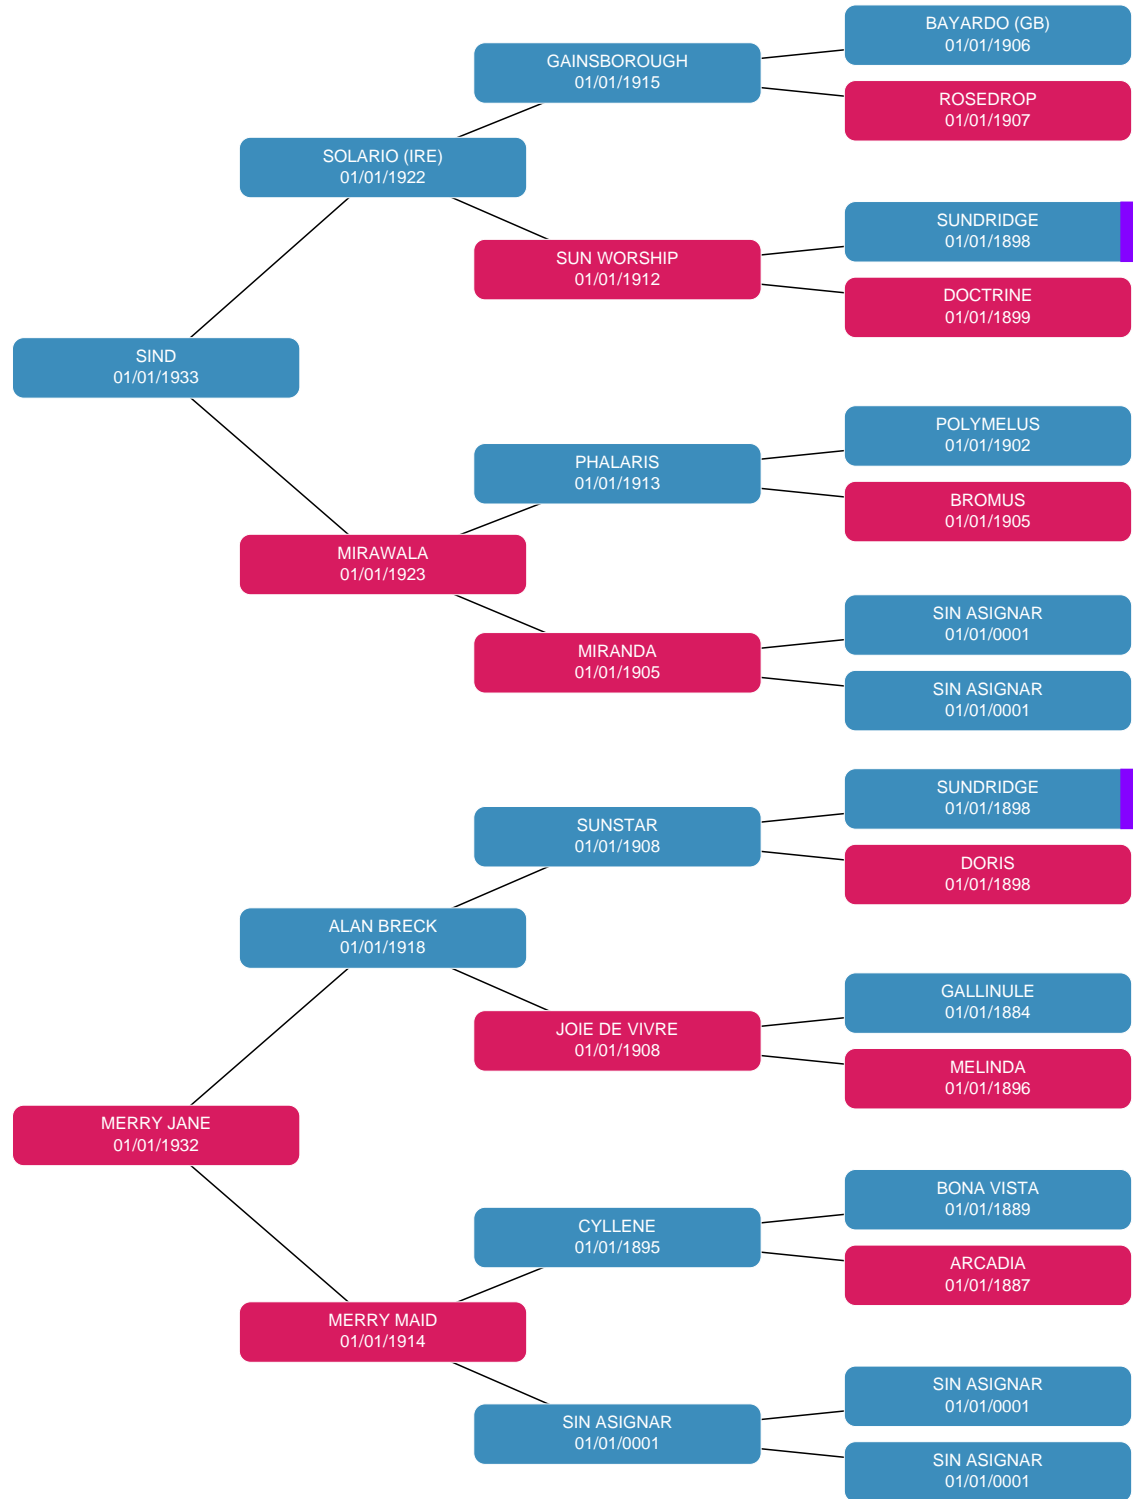 BAYARDO (GB)
01/01/1906
GAINSBOROUGH
01/01/1915
ROSEDROP
01/01/1907
SOLARIO (IRE)
01/01/1922
SUNDRIDGE
01/01/1898
SUN WORSHIP
01/01/1912
DOCTRINE
01/01/1899
SIND
01/01/1933
POLYMELUS
01/01/1902
PHALARIS
01/01/1913
BROMUS
01/01/1905
MIRAWALA
01/01/1923
SIN ASIGNAR
01/01/0001
MIRANDA
01/01/1905
SIN ASIGNAR
01/01/0001
SUNDRIDGE
01/01/1898
SUNSTAR
01/01/1908
DORIS
01/01/1898
ALAN BRECK
01/01/1918
GALLINULE
01/01/1884
JOIE DE VIVRE
01/01/1908
MELINDA
01/01/1896
MERRY JANE
01/01/1932
BONA VISTA
01/01/1889
CYLLENE
01/01/1895
ARCADIA
01/01/1887
MERRY MAID
01/01/1914
SIN ASIGNAR
01/01/0001
SIN ASIGNAR
01/01/0001
SIN ASIGNAR
01/01/0001